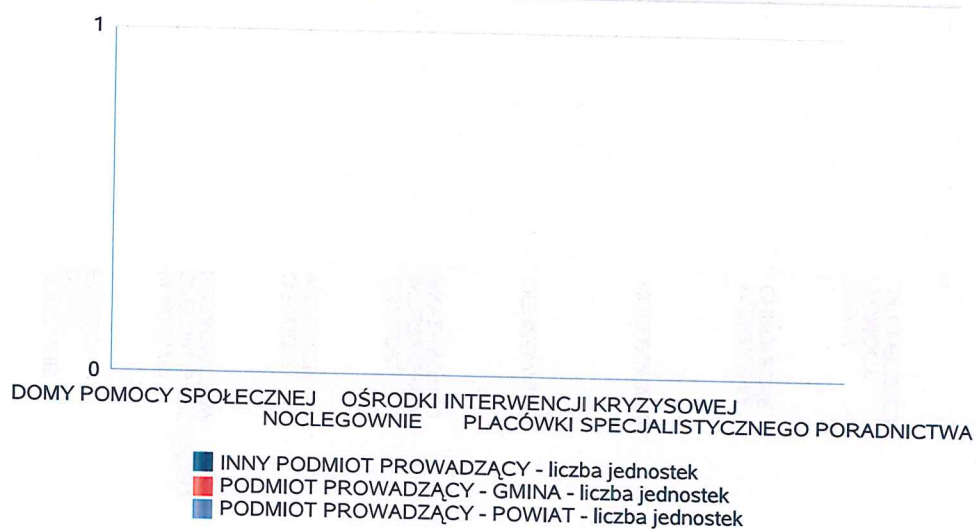 1
0
DOMY POMOCY SPOŁECZNEJ OŚRODKI INTERWENCJI KRYZYSOWEJ
NOCLEGOWNIE PLACÓWKI SPECJALISTYCZNEGO PORADNICTWA
INNY PODMIOT PROWADZĄCY - liczba jednostek
PODMIOT PROWADZĄCY - GMINA - liczba jednostek
PODMIOT PROWADZĄCY - POWIAT - liczba jednostek